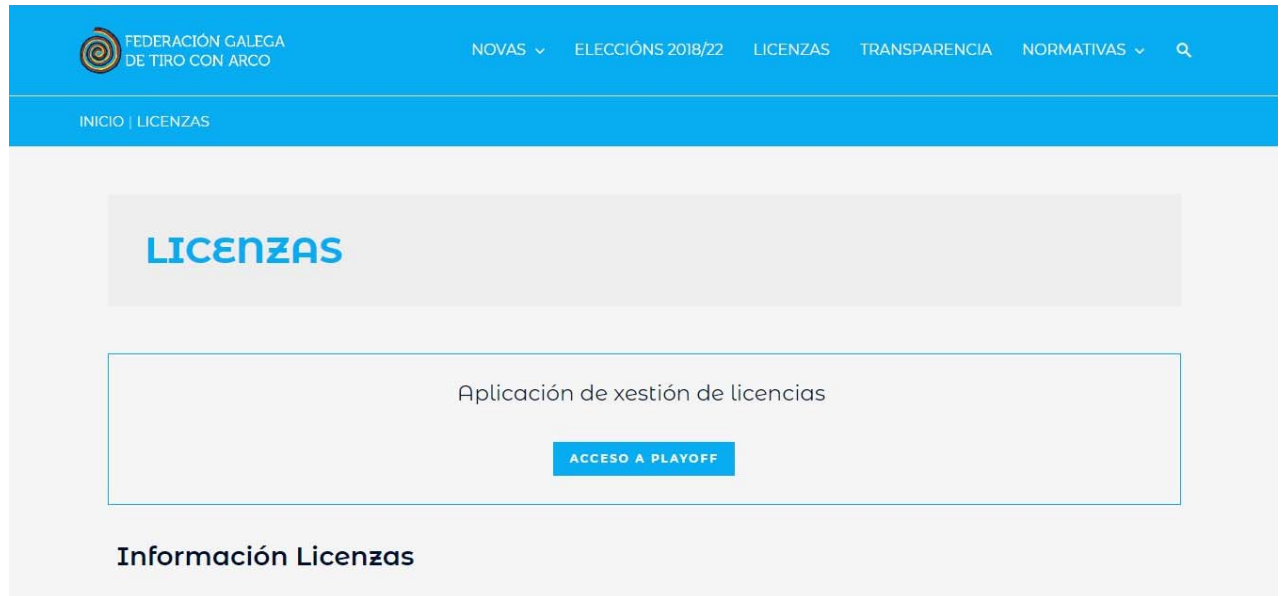 FEDERACIÓN GALEGA
DE TIRO CON ARCO
NOVAS
ELECCIÓNS 2018/22
LICENZAS
TRANSPARENCIA
NORMATIVAS
INICIO | LICENZAS
LICENZAS
Aplicación de xestión de licencias
ACCESO A PLAYOFF
Información Licenzas